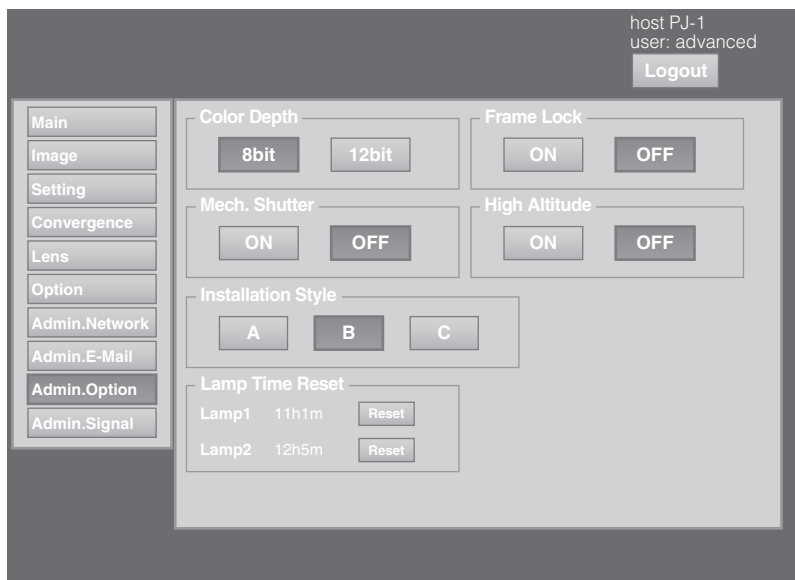 host PJ-1
user: advanced
Logout
Main
Image
Setting
Convergence
Lens
Option
Admin.Network
Admin.E-Mail
Admin.Option
Admin.Signal
Color Depth
8bit 12bit
Frame Lock
ON OFF
Mech. Shutter
ON OFF
High Altitude
ON OFF
Installation Style
A B C
Lamp Time Reset
Lamp1 11h1m Reset
Lamp2 12h5m Reset